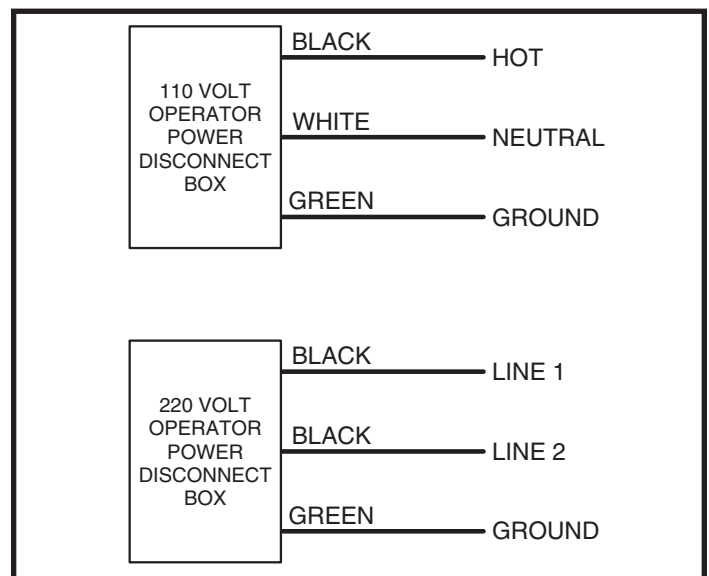 110 VOLT
OPERATOR
POWER
DISCONNECT
BOX
BLACK
HOT
WHITE
NEUTRAL
GREEN
GROUND
220 VOLT
OPERATOR
POWER
DISCONNECT
BOX
BLACK
LINE 1
BLACK
LINE 2
GREEN
GROUND